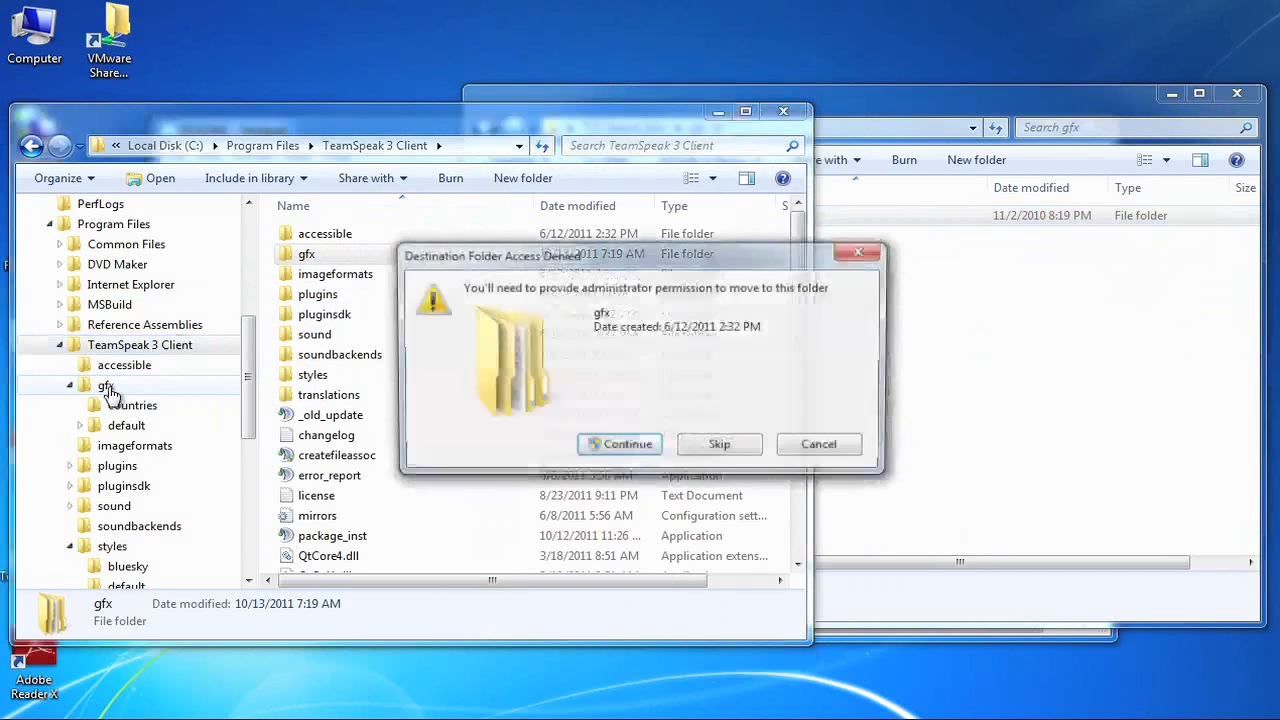 Computer
VMware
Share...
Local Disk (C:)
Program Files
TeamSpeak 3 Client
Search TeamSpeak 3 Client
Search gfx
Organize
Open
Include in library
Share with
Burn
New folder
re with
Burn
New folder
PerfLogs
Program Files
Common Files
DVD Maker
Internet Explorer
MSBuild
Reference Assemblies
TeamSpeak 3 Client
accessible
gfx
countries
default
imageformats
plugins
pluginsdk
sound
soundbackends
styles
bluesky
default
Name
Date modified
Type
S
accessible
6/12/2011 2:32 PM
File folder
gfx
7:19 AM
File folder
imageformats
plugins
pluginsdk
sound
soundbackends
styles
translations
_old_update
changelog
createfileassoc
error_report
Application
license
8/23/2011 9:11 PM
Text Document
mirrors
6/8/2011 5:56 AM
Configuration sett...
package_inst
10/12/2011 11:26 ...
Application
QtCore4.dll
3/18/2011 8:51 AM
Application extens...
Date modified
Type
Size
11/2/2010 8:19 PM
File folder
Destination Folder Access Denied
You'll need to provide administrator permission to move to this folder
gfx
Date created: 6/12/2011 2:32 PM
Continue
Skip
Cancel
gfx
Date modified: 10/13/2011 7:19 AM
File folder
Adobe
Reader X